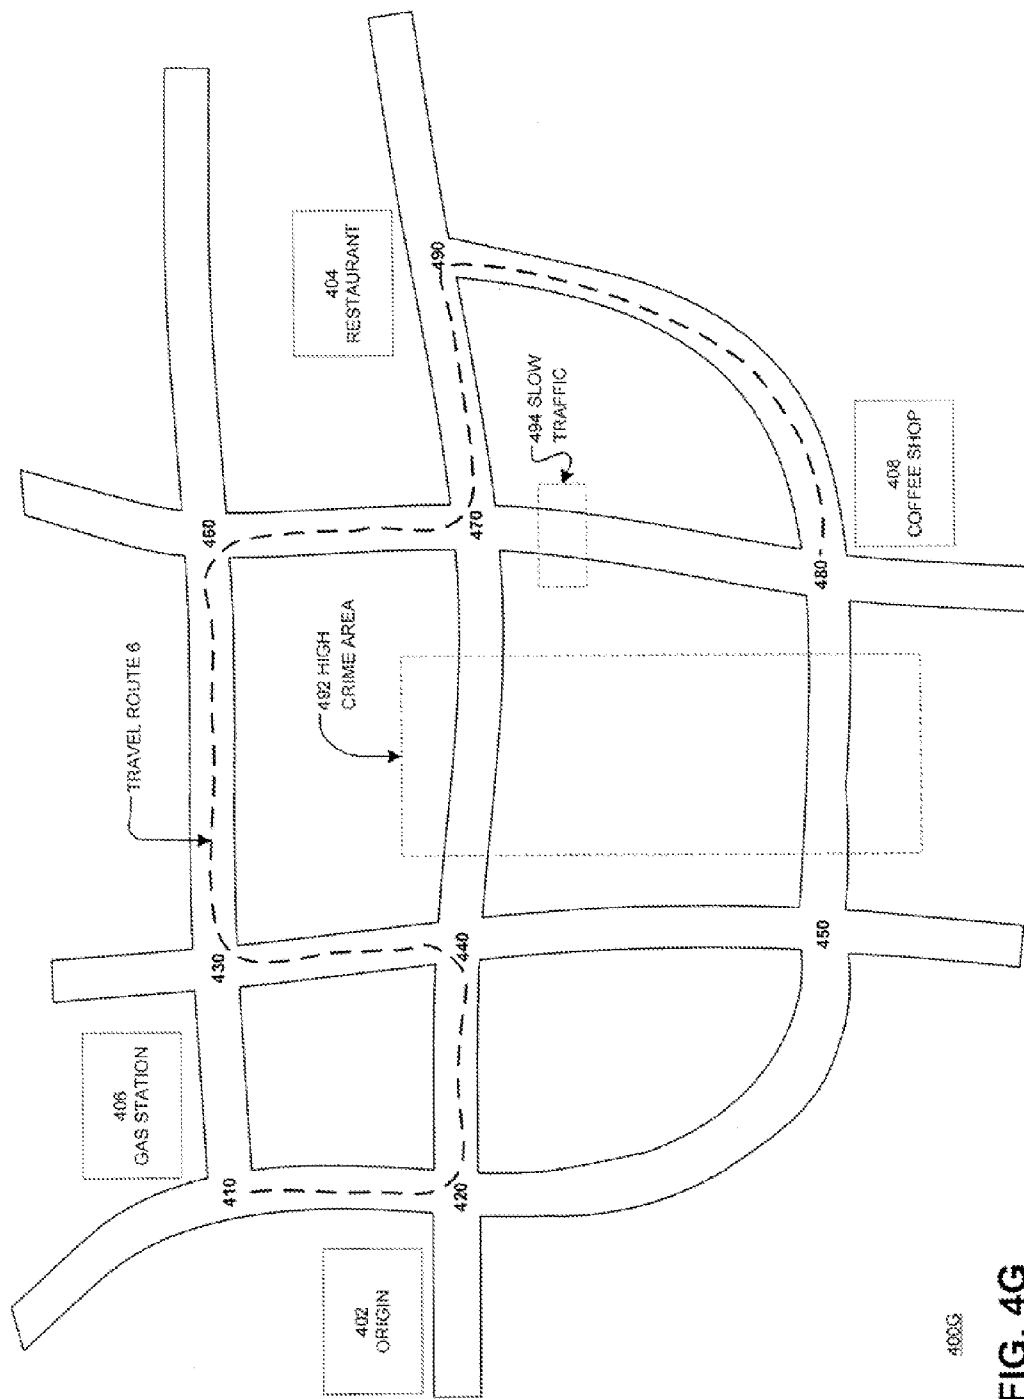 TRAVEL ROUTE 6
406
GAS STATION
404
RESTAURANT
410
430
460
492 HIGH
CRIME AREA
402
ORIGIN
420
440
470
490
494 SLOW
TRAFFIC
450
480
408
COFFEE SHOP
400G
FIG. 4G